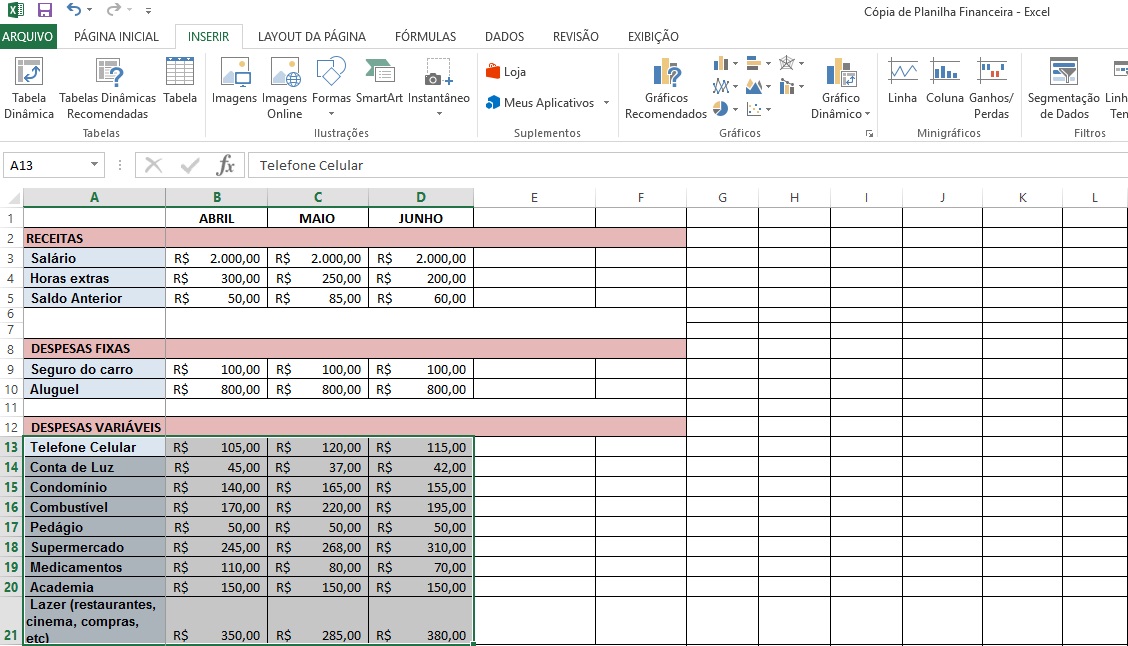 Cópia de Planilha Financeira - Excel
ARQUIVO PÁGINA INICIAL INSERIR LAYOUT DA PÁGINA FÓRMULAS DADOS REVISÃO EXIBIÇÃO
Tabela Dinâmica
Tabelas Dinâmicas Recomendadas
Tabela
Tabelas
Imagens
Imagens Online
Formas
SmartArt
Instantâneo
Ilustrações
Loja
Meus Aplicativos
Suplementos
Gráficos Recomendados
Gráfico Dinâmico
Gráficos
Linha
Coluna
Ganhos/ Perdas
Minigráficos
Segmentação de Dados
Filtros
A13 fx Telefone Celular
A B C D E F G H I J K L
1 ABRIL MAIO JUNHO
2 RECEITAS
3 Salário R$ 2.000,00 R$ 2.000,00 R$ 2.000,00
4 Horas extras R$ 300,00 R$ 250,00 R$ 200,00
5 Saldo Anterior R$ 50,00 R$ 85,00 R$ 60,00
6
7
8 DESPESAS FIXAS
9 Seguro do carro R$ 100,00 R$ 100,00 R$ 100,00
10 Aluguel R$ 800,00 R$ 800,00 R$ 800,00
11
12 DESPESAS VARIÁVEIS
13 Telefone Celular R$ 105,00 R$ 120,00 R$ 115,00
14 Conta de Luz R$ 45,00 R$ 37,00 R$ 42,00
15 Condomínio R$ 140,00 R$ 165,00 R$ 155,00
16 Combustível R$ 170,00 R$ 220,00 R$ 195,00
17 Pedágio R$ 50,00 R$ 50,00 R$ 50,00
18 Supermercado R$ 245,00 R$ 268,00 R$ 310,00
19 Medicamentos R$ 110,00 R$ 80,00 R$ 70,00
20 Academia R$ 150,00 R$ 150,00 R$ 150,00
Lazer (restaurantes,
cinema, compras,
21 etc) R$ 350,00 R$ 285,00 R$ 380,00